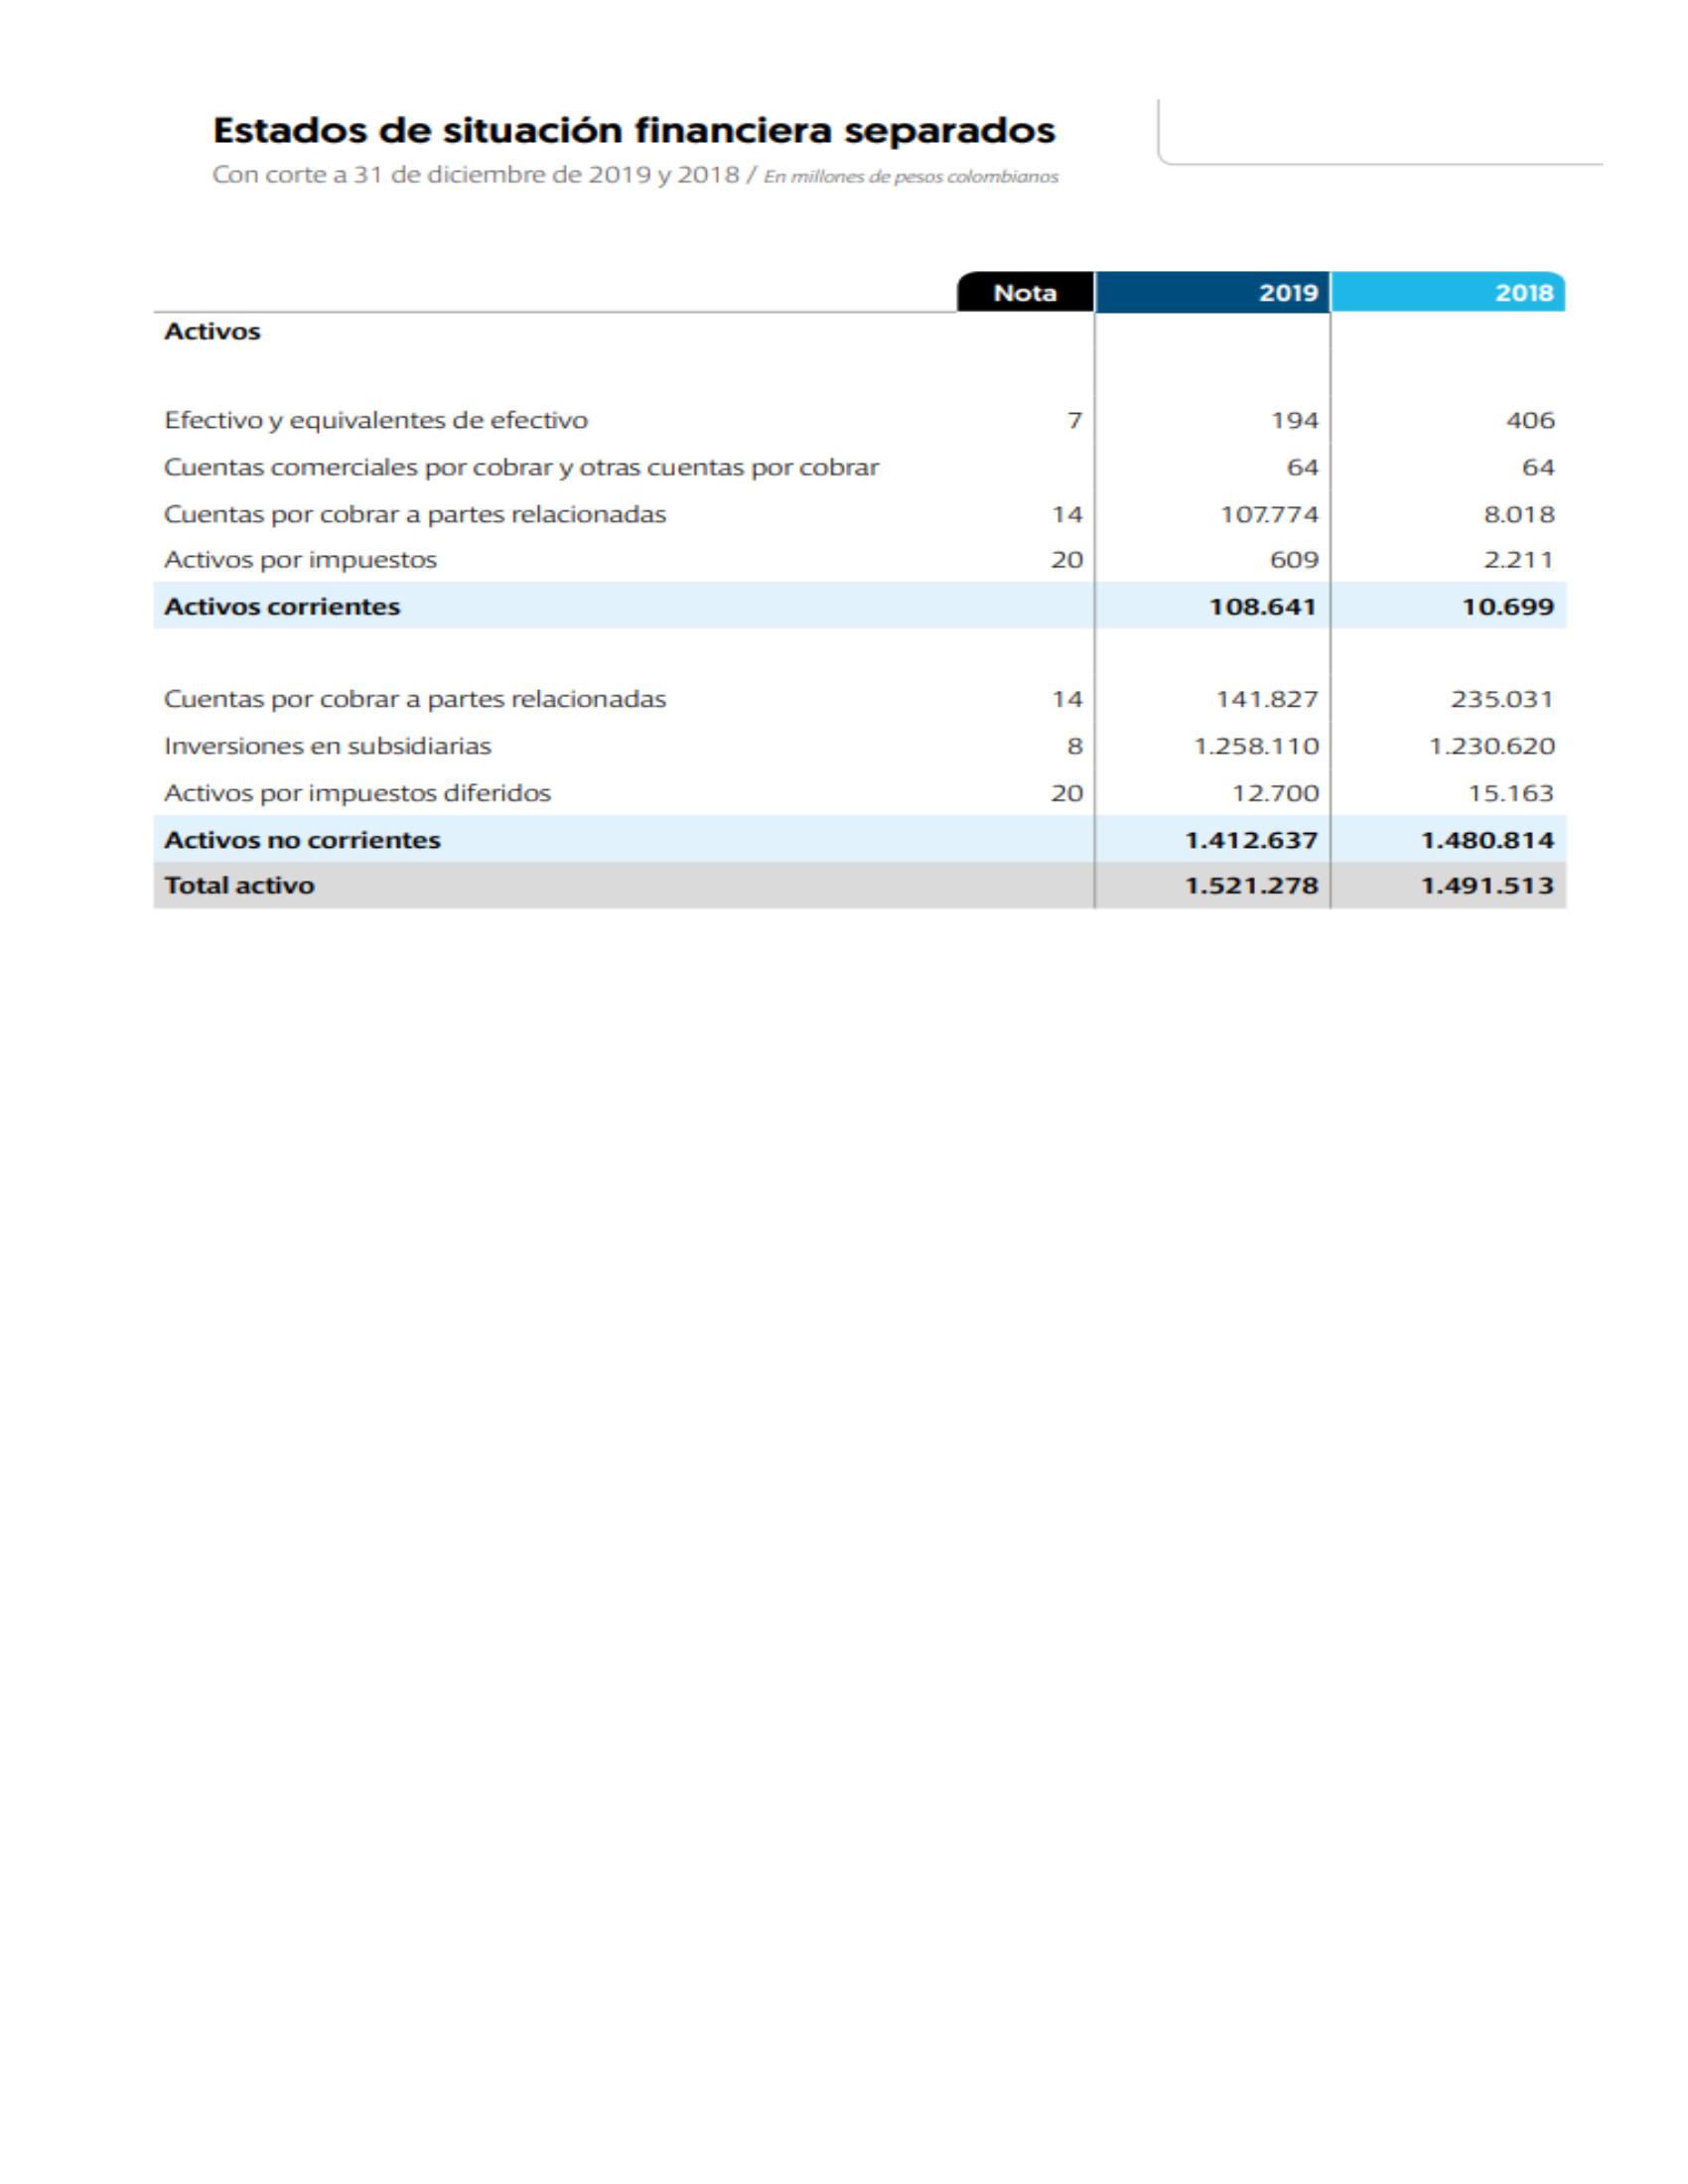 Estados de situación financiera separados
Con corte a 31 de diciembre de 2019 y 2018 / En millones de pesos colombianos
Nota 2019 2018
Activos
Efectivo y equivalentes de efectivo 7 194 406
Cuentas comerciales por cobrar y otras cuentas por cobrar 64 64
Cuentas por cobrar a partes relacionadas 14 107.774 8.018
Activos por impuestos 20 609 2.211
Activos corrientes 108.641 10.699
Cuentas por cobrar a partes relacionadas 14 141.827 235.031
Inversiones en subsidiarias 8 1.258.110 1.230.620
Activos por impuestos diferidos 20 12.700 15.163
Activos no corrientes 1.412.637 1.480.814
Total activo 1.521.278 1.491.513